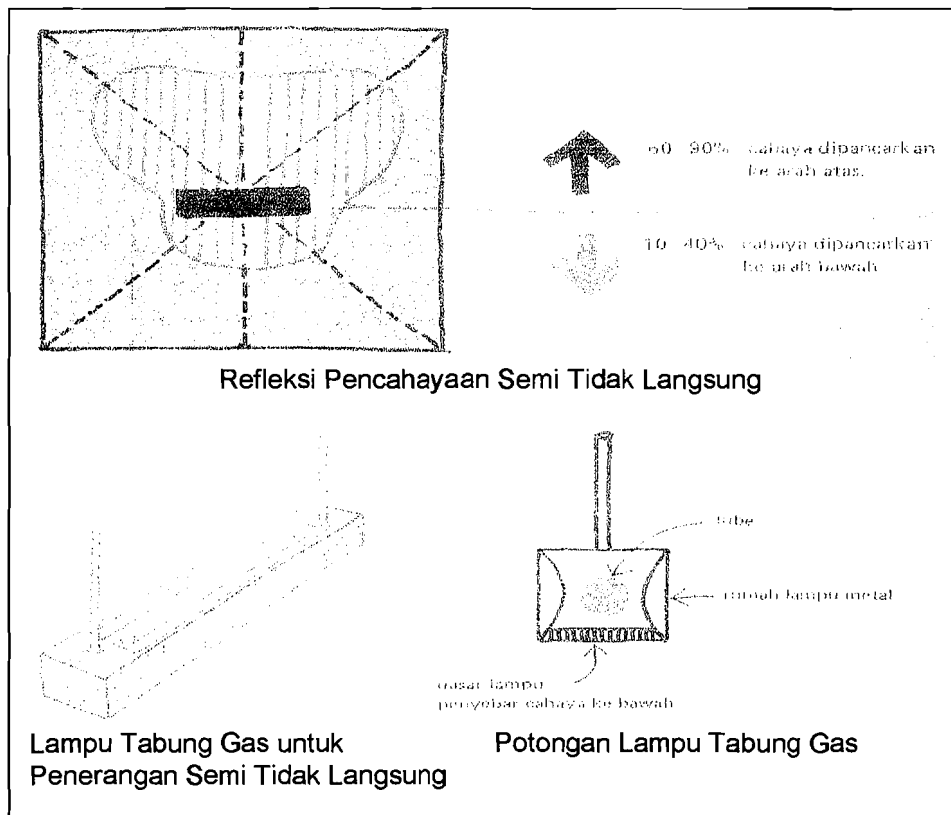 60 90% cahaya dipancarkan
ke arah atas.
10 40% cahaya dipancarkan
ke arah bawah
Refleksi Pencahayaan Semi Tidak Langsung
tube
rumah lampu metal
dasar lampu
penyebar cahaya ke bawah
Lampu Tabung Gas untuk
Penerangan Semi Tidak Langsung
Potongan Lampu Tabung Gas